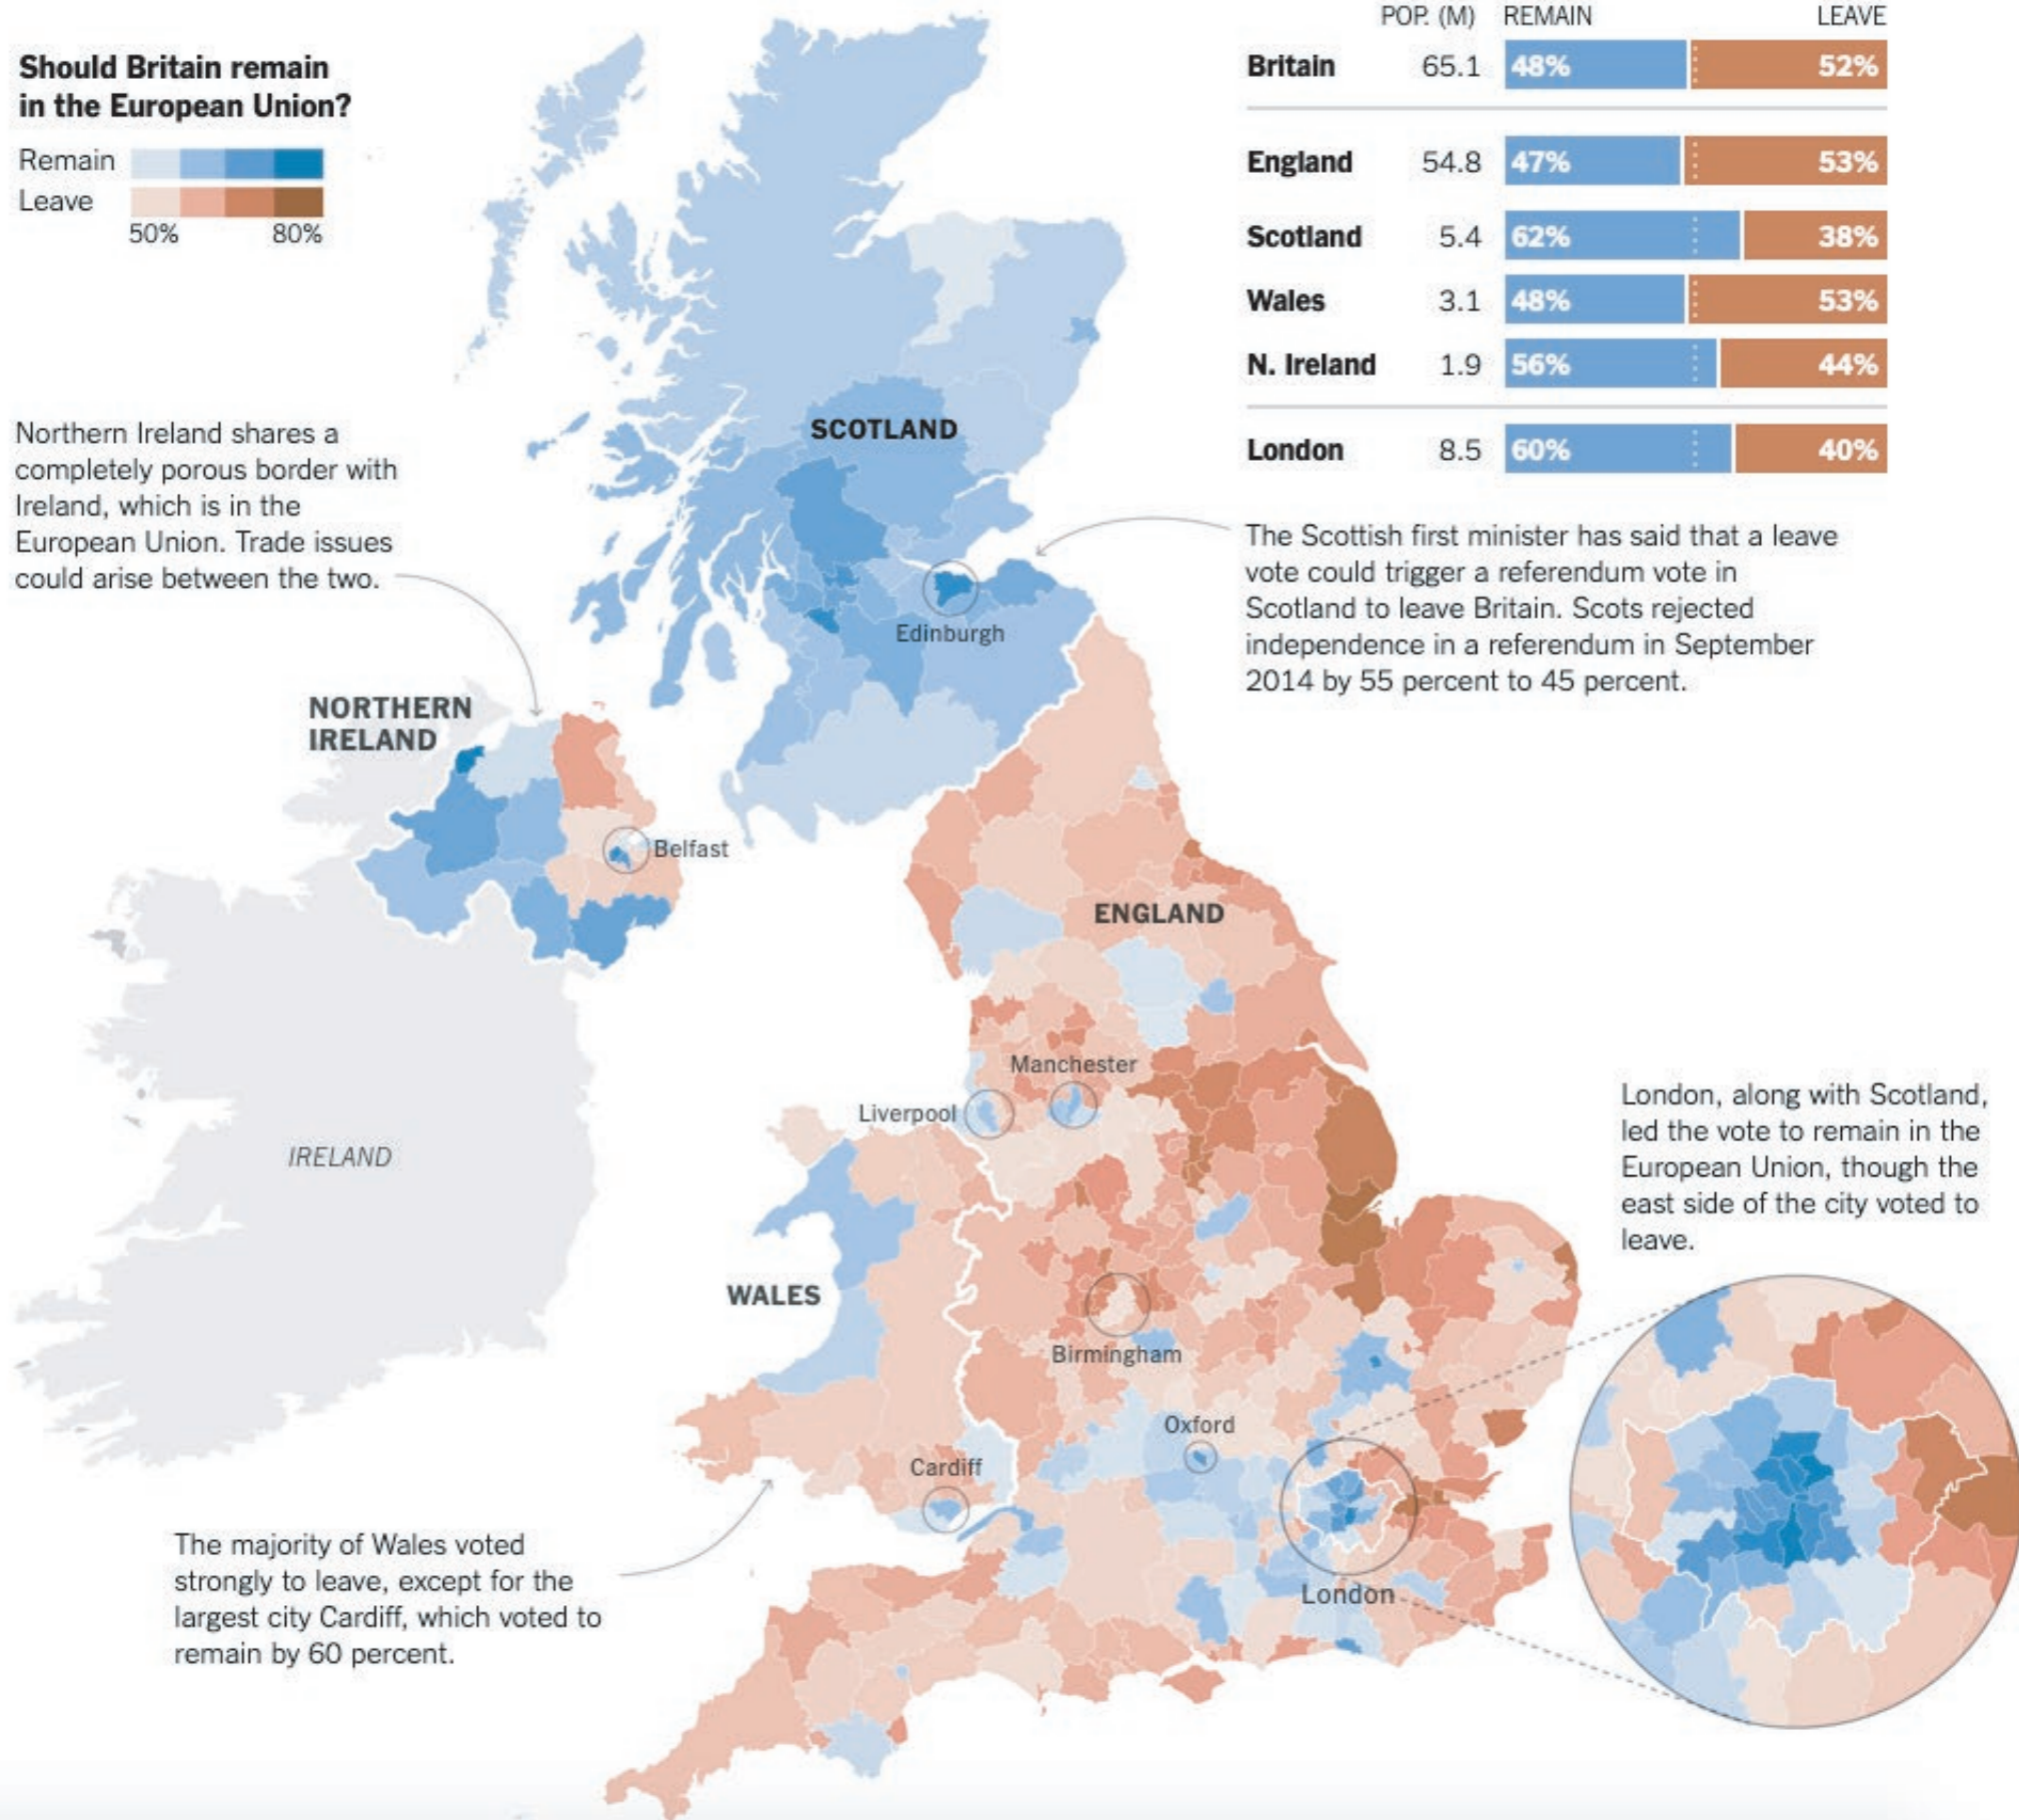 Should Britain remain
in the European Union?
Remain
Leave
50% 80%
POP. (M) REMAIN LEAVE
Britain 65.1 48% 52%
England 54.8 47% 53%
Scotland 5.4 62% 38%
Wales 3.1 48% 53%
N. Ireland 1.9 56% 44%
London 8.5 60% 40%
Northern Ireland shares a
completely porous border with
Ireland, which is in the
European Union. Trade issues
could arise between the two.
The Scottish first minister has said that a leave
vote could trigger a referendum vote in
Scotland to leave Britain. Scots rejected
independence in a referendum in September
2014 by 55 percent to 45 percent.
SCOTLAND
Edinburgh
NORTHERN
IRELAND
Belfast
ENGLAND
Manchester
Liverpool
IRELAND
London, along with Scotland,
led the vote to remain in the
European Union, though the
east side of the city voted to
leave.
WALES
Birmingham
Oxford
Cardiff
London
The majority of Wales voted
strongly to leave, except for the
largest city Cardiff, which voted to
remain by 60 percent.